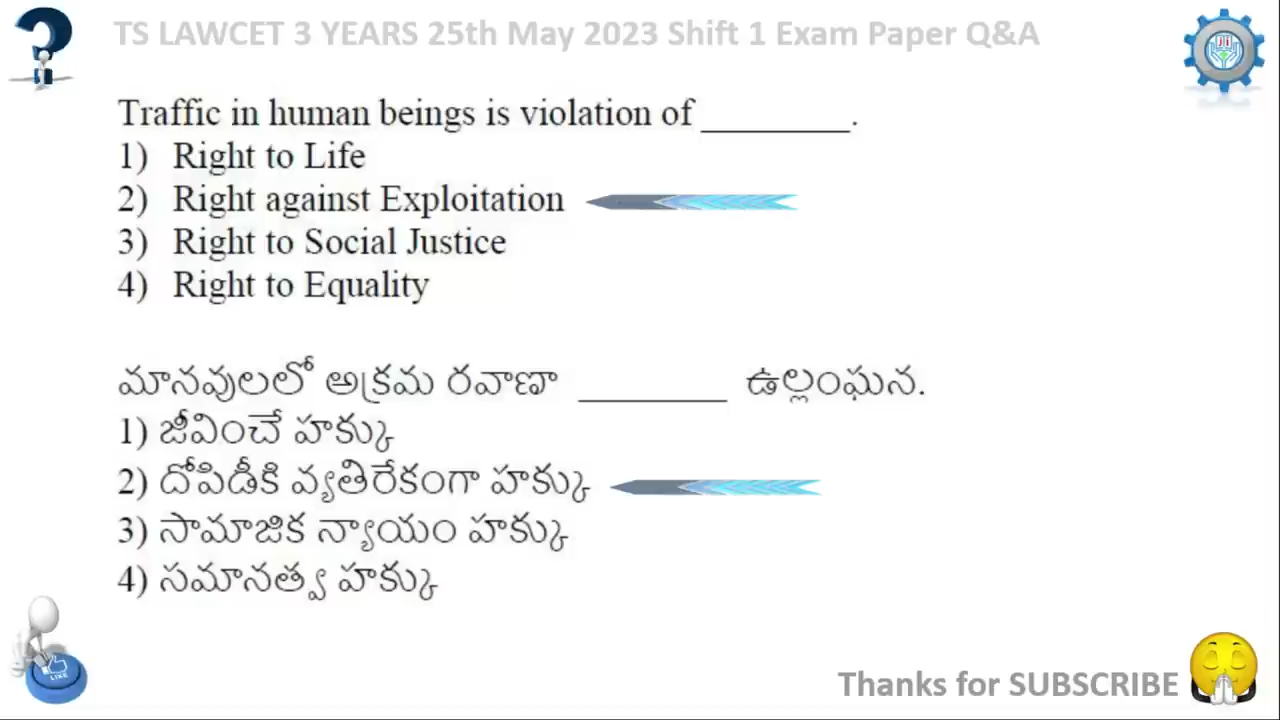 TS LAWCET 3 YEARS 25th May 2023 Shift 1 Exam Paper Q&A
Traffic in human beings is violation of ________.
1) Right to Life
2) Right against Exploitation
3) Right to Social Justice
4) Right to Equality
మానవులలో అక్రమ రవాణా ________ ఉల్లంఘన.
1) జీవించే హక్కు
2) దోపిడీకి వ్యతిరేకంగా హక్కు
3) సామాజిక న్యాయం హక్కు
4) సమానత్వ హక్కు
LIKE
Thanks for SUBSCRIBE